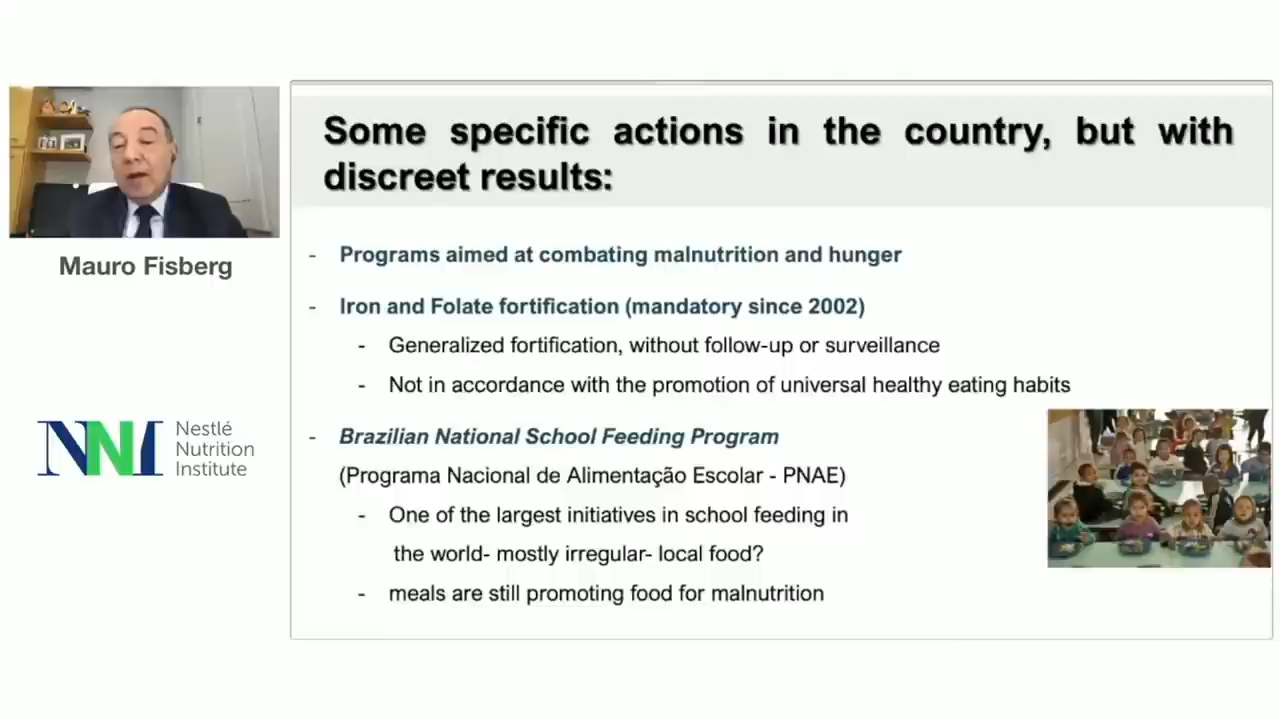 Mauro Fisberg
NNI
Nestlé
Nutrition
Institute
Some specific actions in the country, but with
discreet results:
- Programs aimed at combating malnutrition and hunger
- Iron and Folate fortification (mandatory since 2002)
- Generalized fortification, without follow-up or surveillance
- Not in accordance with the promotion of universal healthy eating habits
- Brazilian National School Feeding Program
(Programa Nacional de Alimentação Escolar - PNAE)
- One of the largest initiatives in school feeding in
the world- mostly irregular- local food?
- meals are still promoting food for malnutrition